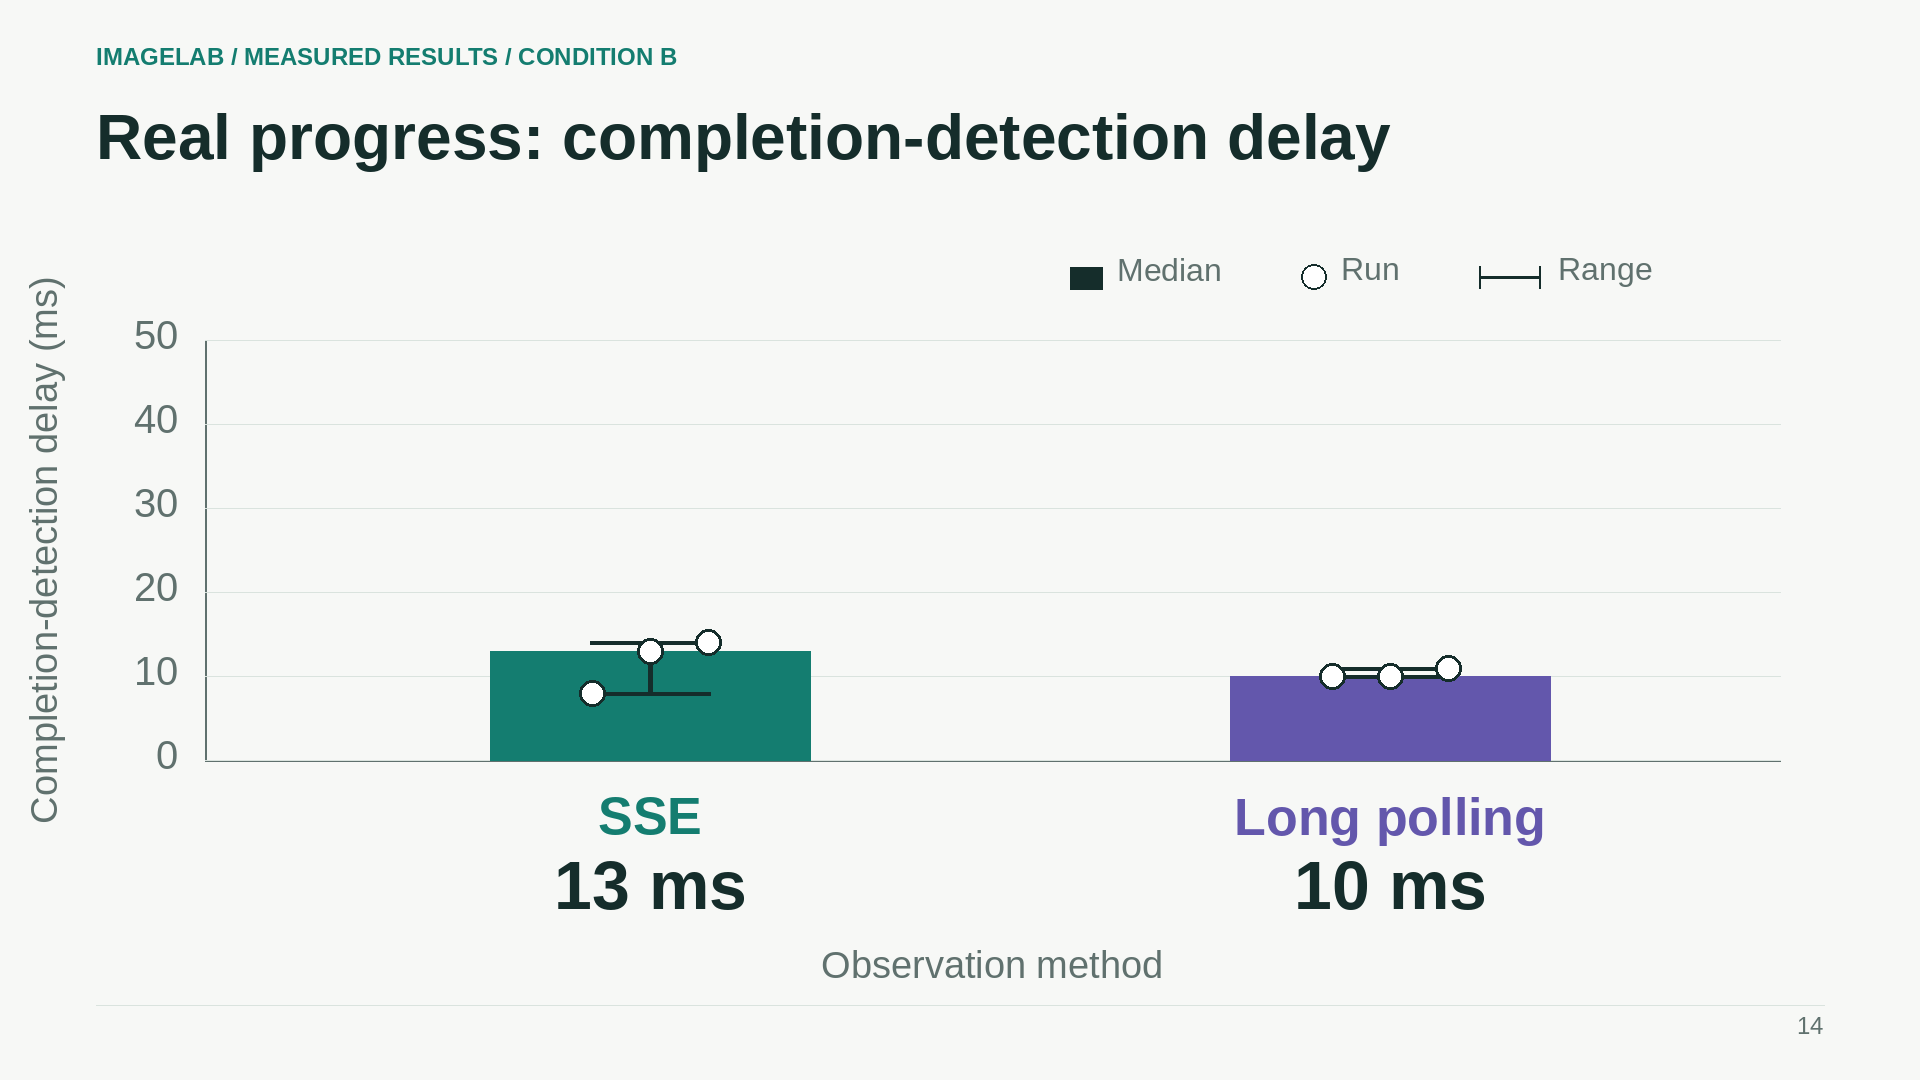 IMAGELAB / MEASURED RESULTS / CONDITION B
Real progress: completion-detection delay
Median
Run
Range
Completion-detection delay (ms)
50
40
30
20
10
0
SSE
Long polling
13 ms
10 ms
Observation method
14